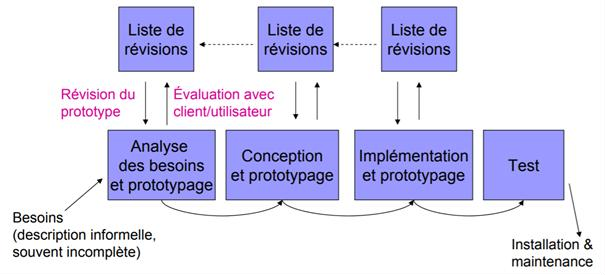 Liste de
révisions
Liste de
révisions
Liste de
révisions
Révision du
prototype
Évaluation avec
client/utilisateur
Analyse
des besoins
et prototypage
Conception
et prototypage
Implémentation
et prototypage
Test
Besoins
(description informelle,
souvent incomplète)
Installation &
maintenance